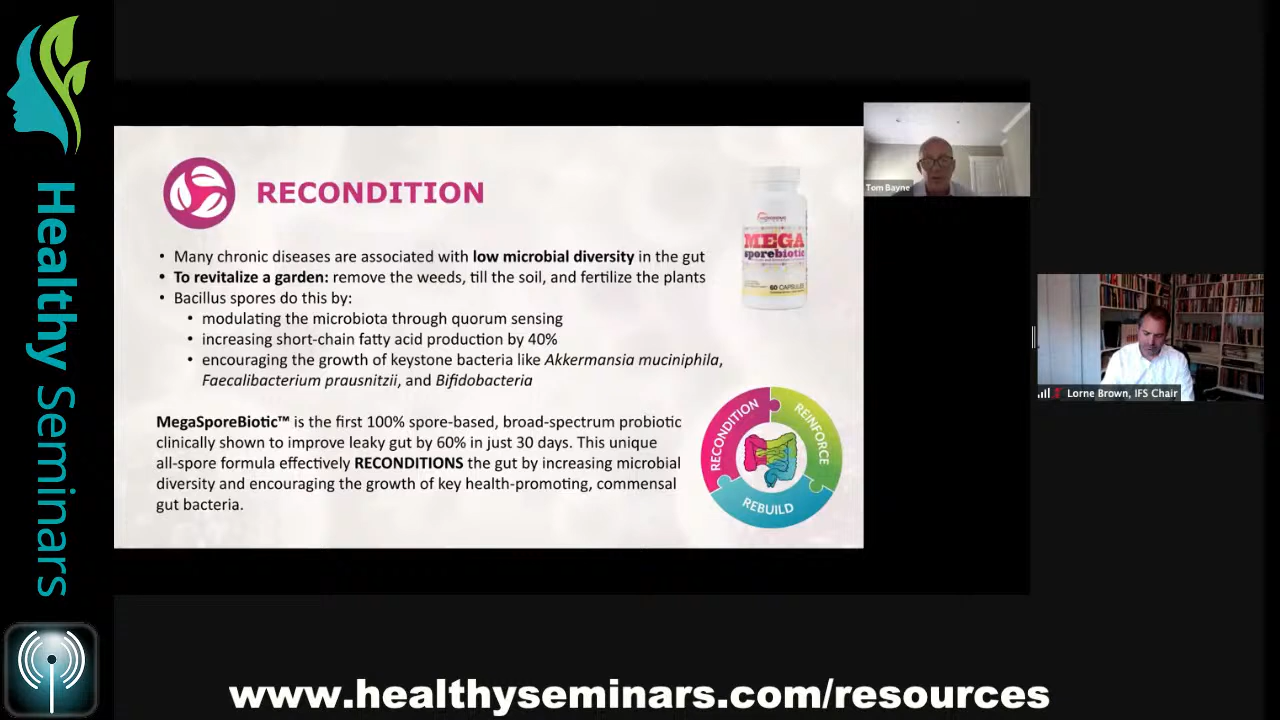 Healthy Seminars
RECONDITION
• Many chronic diseases are associated with low microbial diversity in the gut
• To revitalize a garden: remove the weeds, till the soil, and fertilize the plants
• Bacillus spores do this by:
• modulating the microbiota through quorum sensing
• increasing short-chain fatty acid production by 40%
• encouraging the growth of keystone bacteria like Akkermansia muciniphila,
Faecalibacterium prausnitzii, and Bifidobacteria
MegaSporeBiotic™ is the first 100% spore-based, broad-spectrum probiotic
clinically shown to improve leaky gut by 60% in just 30 days. This unique
all-spore formula effectively RECONDITIONS the gut by increasing microbial
diversity and encouraging the growth of key health-promoting, commensal
gut bacteria.
MEGA
sporebiotic
60 CAPSULES
RECONDITION
REINFORCE
REBUILD
Tom Bayne
Lorne Brown, IFS Chair
www.healthyseminars.com/resources